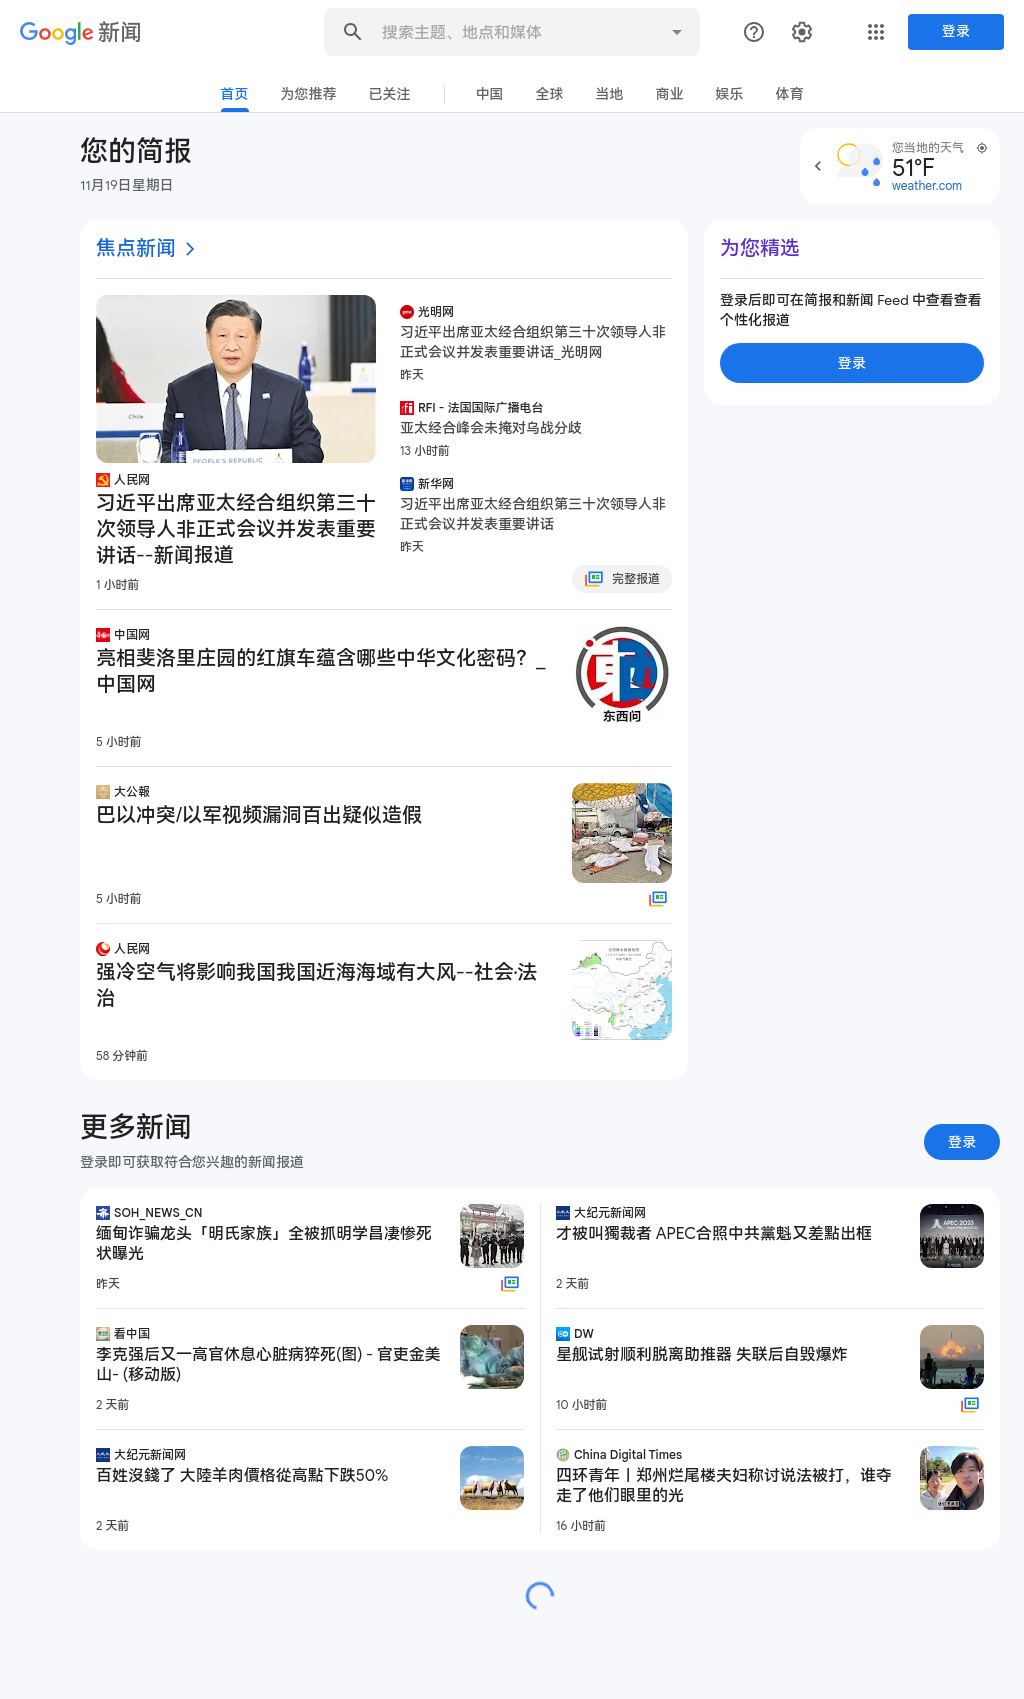 Google 新闻
搜索主题、地点和媒体
登录
首页
为您推荐
已关注
中国
全球
当地
商业
娱乐
体育
您的简报
11月19日星期日
您当地的天气
51°F
weather.com
焦点新闻
为您精选
登录后即可在简报和新闻 Feed 中查看查看
个性化报道
登录
Chile
PEOPLE'S REPUBLIC
人民网
习近平出席亚太经合组织第三十
次领导人非正式会议并发表重要
讲话--新闻报道
1 小时前
光明网
习近平出席亚太经合组织第三十次领导人非
正式会议并发表重要讲话_光明网
昨天
RFI - 法国国际广播电台
亚太经合峰会未掩对乌战分歧
13 小时前
新华网
习近平出席亚太经合组织第三十次领导人非
正式会议并发表重要讲话
昨天
完整报道
中国网
亮相斐洛里庄园的红旗车蕴含哪些中华文化密码？_
中国网
5 小时前
东西问
大公報
巴以冲突/以军视频漏洞百出疑似造假
5 小时前
人民网
强冷空气将影响我国我国近海海域有大风--社会·法
治
58 分钟前
更多新闻
登录即可获取符合您兴趣的新闻报道
登录
SOH_NEWS_CN
缅甸诈骗龙头「明氏家族」全被抓明学昌凄惨死
状曝光
昨天
看中国
李克强后又一高官休息心脏病猝死(图) - 官吏金美
山- (移动版)
2 天前
大纪元新闻网
百姓沒錢了 大陸羊肉價格從高點下跌50%
2 天前
大纪元新闻网
才被叫獨裁者 APEC合照中共黨魁又差點出框
2 天前
APEC 2023
DW
星舰试射顺利脱离助推器 失联后自毁爆炸
10 小时前
China Digital Times
四环青年丨郑州烂尾楼夫妇称讨说法被打，谁夺
走了他们眼里的光
16 小时前